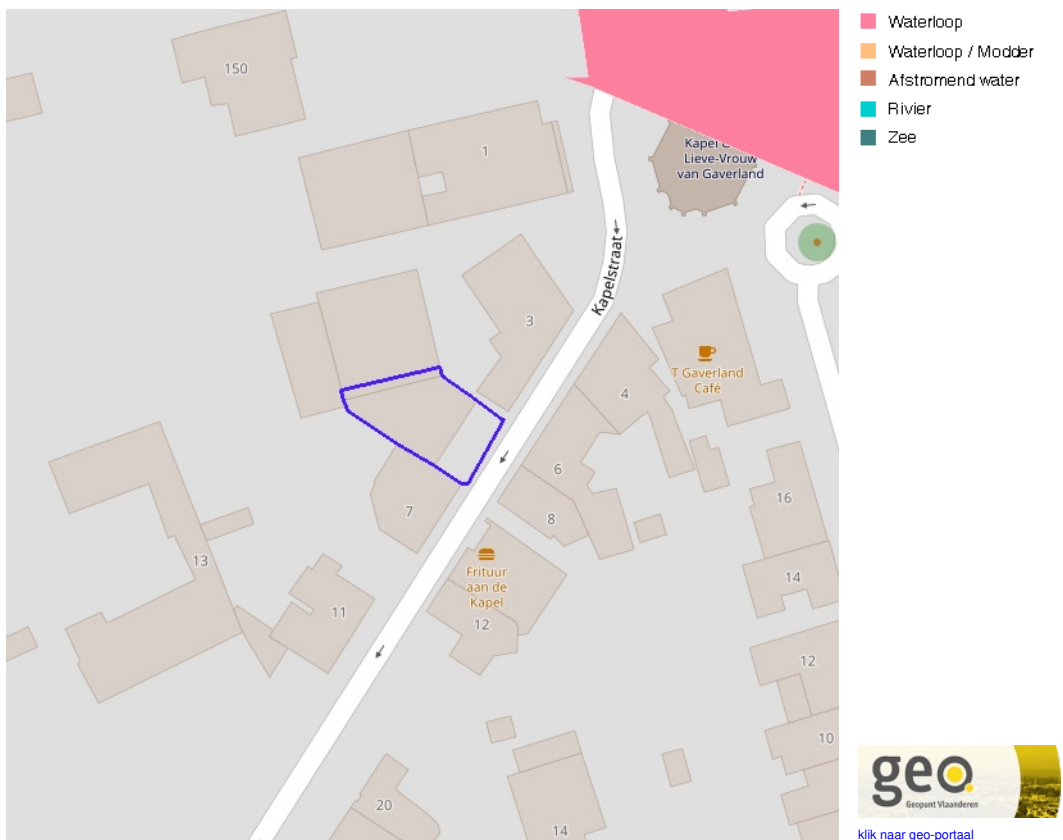 150
1
Kapel O
Lieve-Vrouw
van Gaverland
Kapelstraat
3
T Gaverland
Café
4
6
7
8
16
13
Frituur
aan de
Kapel
14
11
12
12
10
20
14
Waterloop
Waterloop / Modder
Afstromend water
Rivier
Zee
geo.
Geopunt Vlaanderen
klik naar geo-portaal